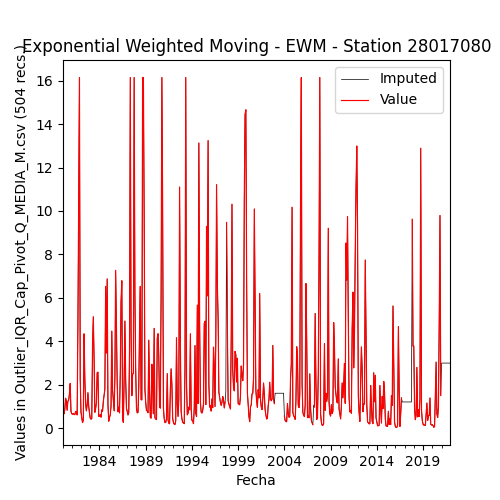 Exponential Weighted Moving - EWM - Station 28017080
Values in Outlier_IQR_Cap_Pivot_Q_MEDIA_M.csv (504 recs.)
Imputed
Value
16
14
12
10
8
6
4
2
0
1984 1989 1994 1999 2004 2009 2014 2019
Fecha